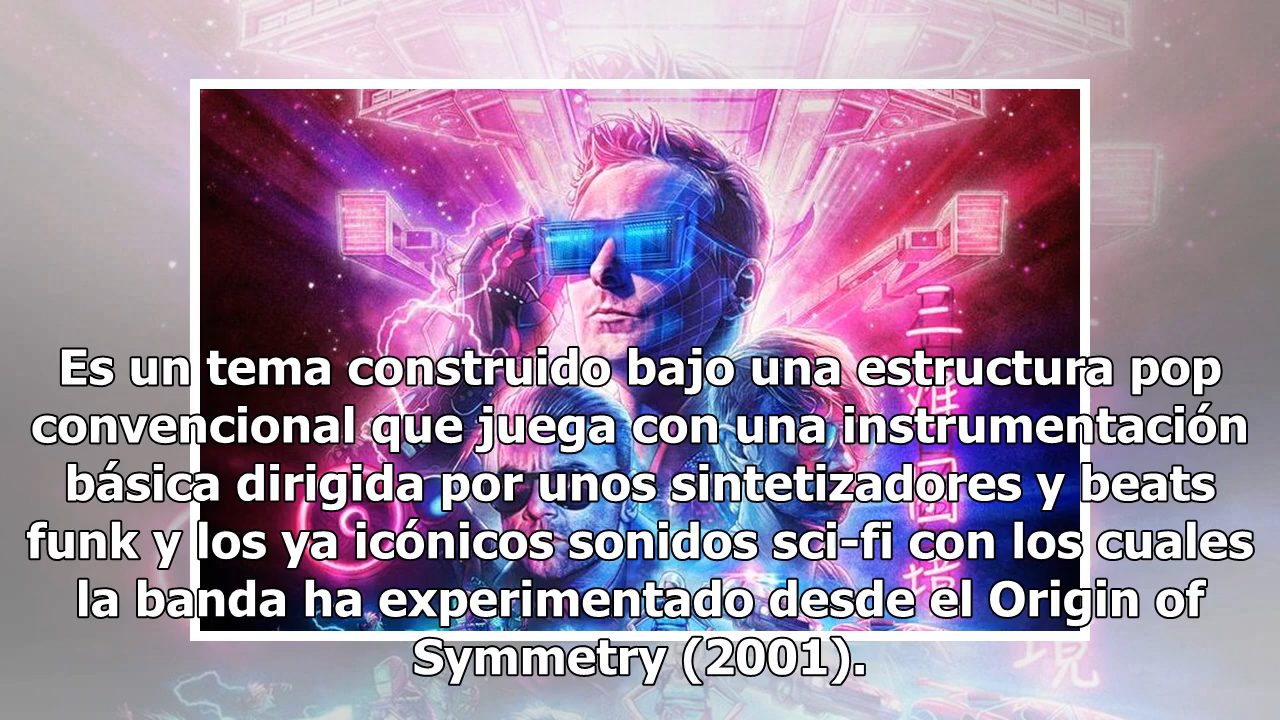 Es un tema construido bajo una estructura pop
convencional que juega con una instrumentación
básica dirigida por unos sintetizadores y beats
funk y los ya icónicos sonidos sci-fi con los cuales
la banda ha experimentado desde el Origin of
Symmetry (2001).